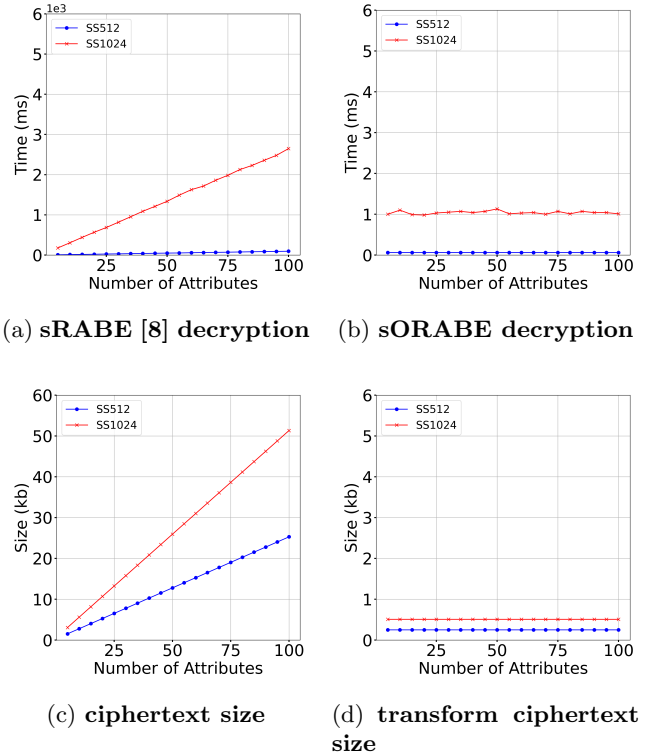 1e3
6
5
4
3
2
1
0
Time (ms)
SS512
SS1024
25 50 75 100
Number of Attributes
(a) sRABE [8] decryption
6
5
4
3
2
1
0
Time (ms)
SS512
SS1024
25 50 75 100
Number of Attributes
(b) sORABE decryption
60
50
40
30
20
10
0
Size (kb)
SS512
SS1024
25 50 75 100
Number of Attributes
(c) ciphertext size
6
5
4
3
2
1
0
Size (kb)
SS512
SS1024
25 50 75 100
Number of Attributes
(d) transform ciphertext
size